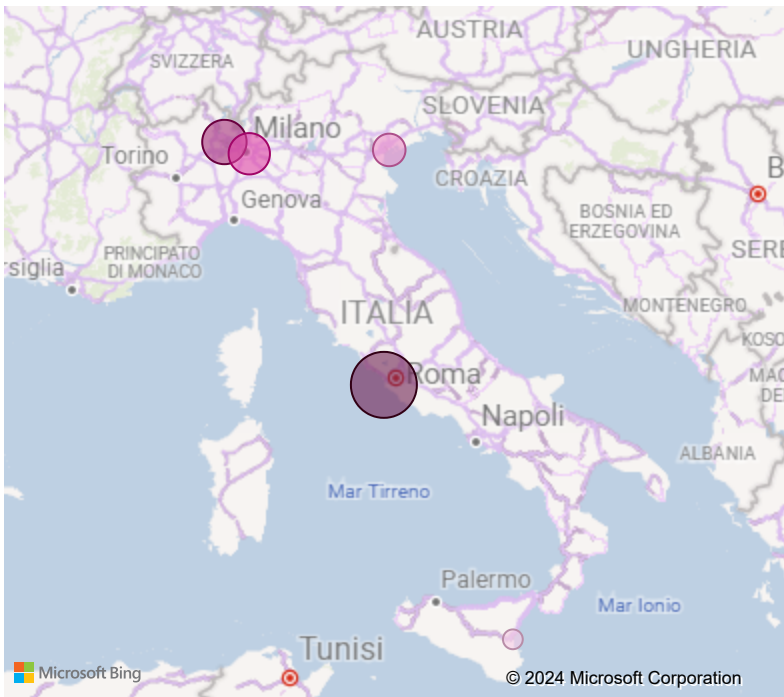 AUSTRIA
UNGHERIA
SVIZZERA
SLOVENIA
Milano
Torino
B
CROAZIA
Genova
BOSNIA ED
ERZEGOVINA
SERB
PRINCIPATO
DI MONACO
rsiglia
ITALIA
MONTENEGRO
KOSO
Roma
MAC
DE
Napoli
ALBANIA
Mar Tirreno
Palermo
Mar Ionio
Tunisi
Microsoft Bing
© 2024 Microsoft Corporation